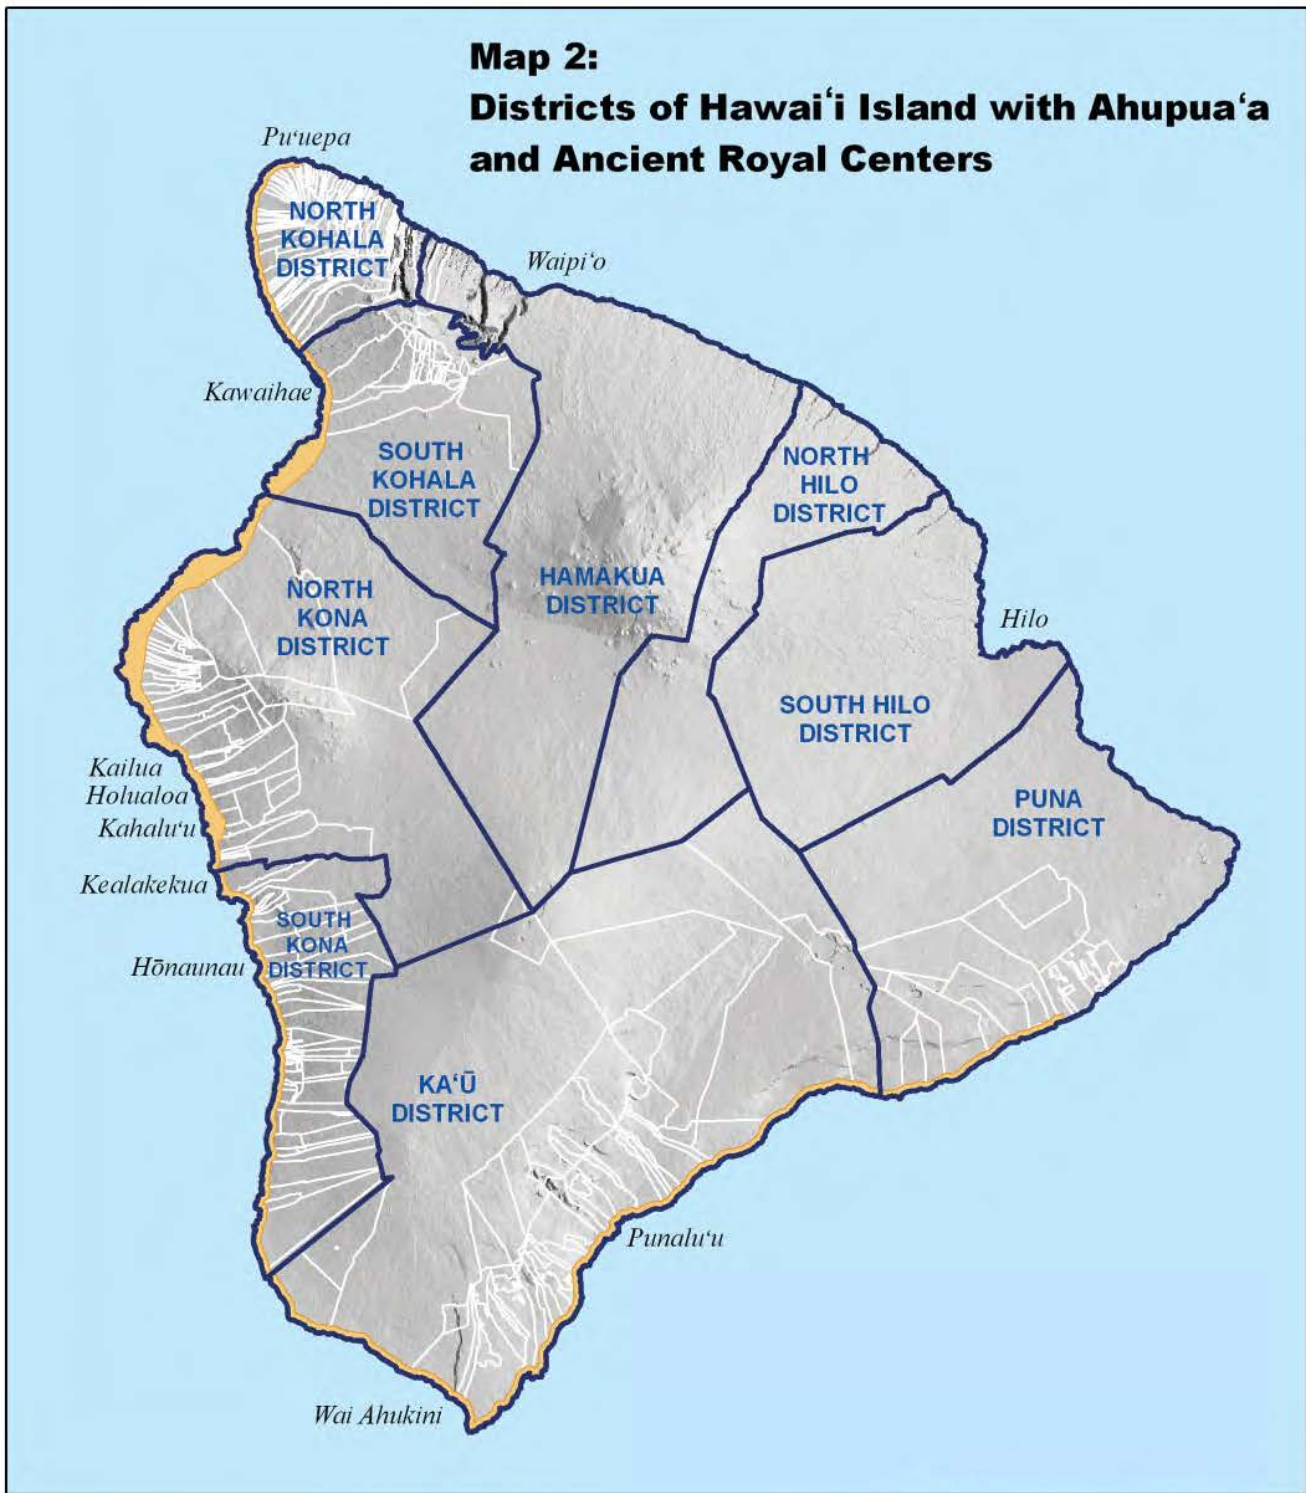 Map 2:
Districts of Hawaiʻi Island with Ahupuaʻa
and Ancient Royal Centers
Puʻuepa
NORTH
KOHALA
DISTRICT
Waipiʻo
Kawaihae
SOUTH
KOHALA
DISTRICT
NORTH
HILO
DISTRICT
HAMAKUA
DISTRICT
NORTH
KONA
DISTRICT
Hilo
SOUTH HILO
DISTRICT
Kailua
Holualoa
Kahaluʻu
PUNA
DISTRICT
Kealakekua
SOUTH
KONA
DISTRICT
Hōnaunau
KAʻŪ
DISTRICT
Punaluʻu
Wai Ahukini